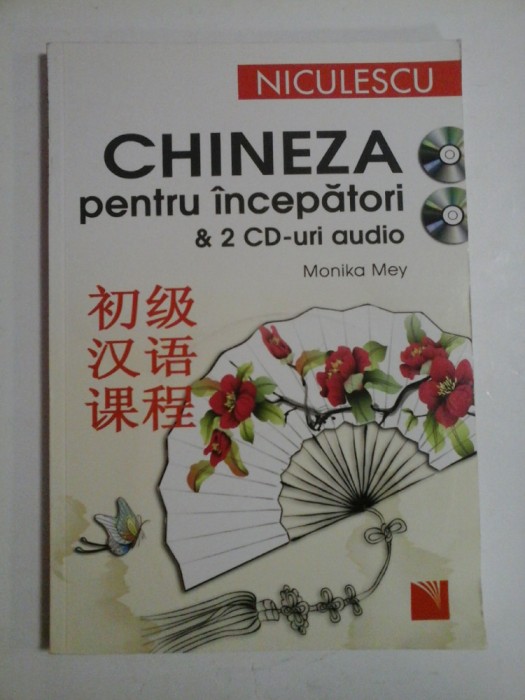 NICULESCU
CHINEZA
pentru începători
& 2 CD-uri audio
Monika Mey
初级
汉语
课程